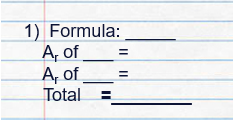 1) Formula: _____
Ar of ___ =
Ar of ___ =
Total =________